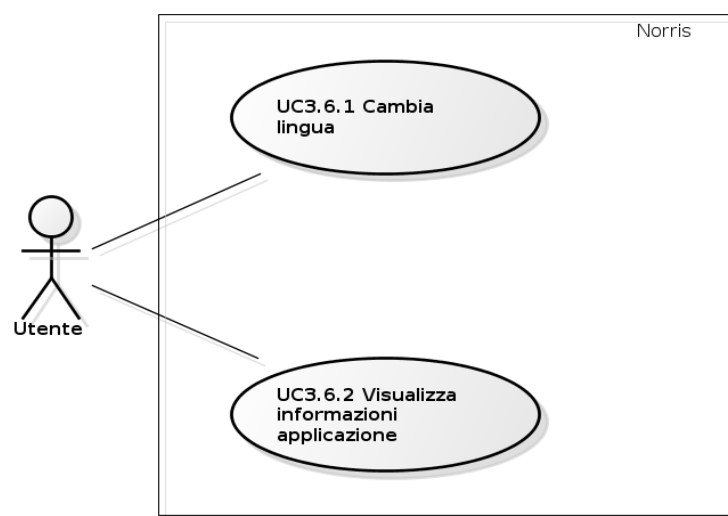 Norris
UC3.6.1 Cambia
lingua
Utente
UC3.6.2 Visualizza
informazioni
applicazione